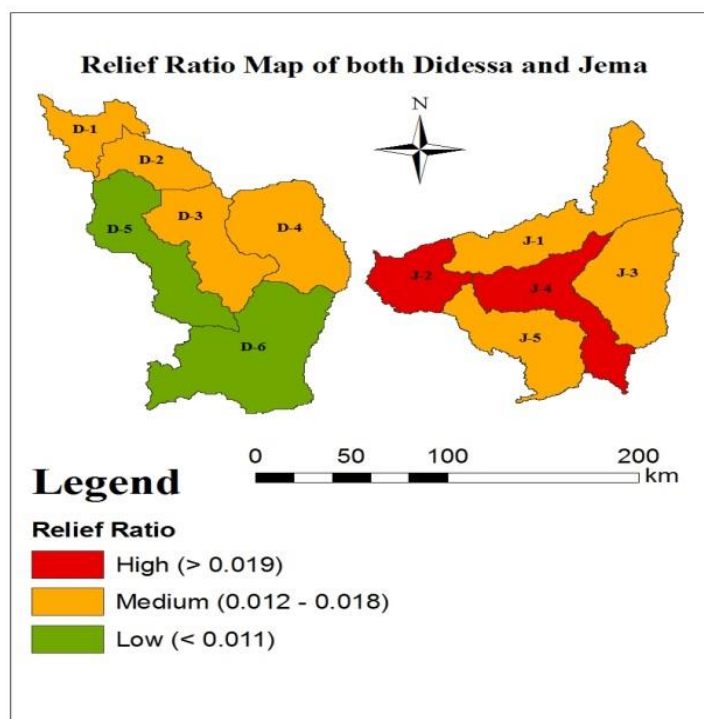 Relief Ratio Map of both Didessa and Jema
N
D-1
D-2
D-5
D-3
D-4
D-6
J-1
J-2
J-4
J-3
J-5
0 50 100 200
km
Legend
Relief Ratio
High (> 0.019)
Medium (0.012 - 0.018)
Low (< 0.011)